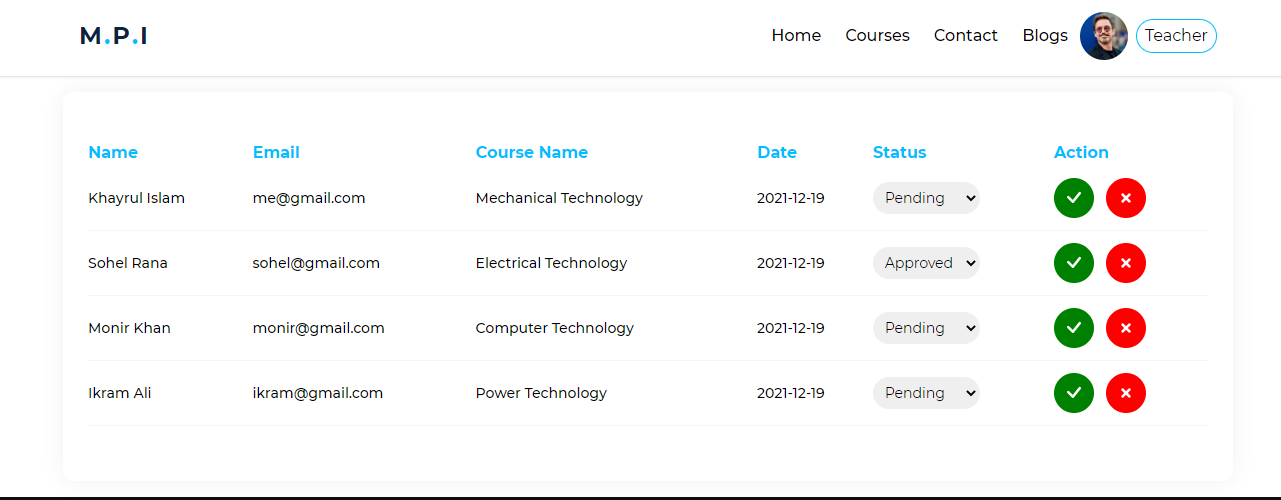 M.P.I Home Courses Contact Blogs Teacher
Name Email Course Name Date Status Action
Khayrul Islam me@gmail.com Mechanical Technology 2021-12-19 Pending
Sohel Rana sohel@gmail.com Electrical Technology 2021-12-19 Approved
Monir Khan monir@gmail.com Computer Technology 2021-12-19 Pending
Ikram Ali ikram@gmail.com Power Technology 2021-12-19 Pending